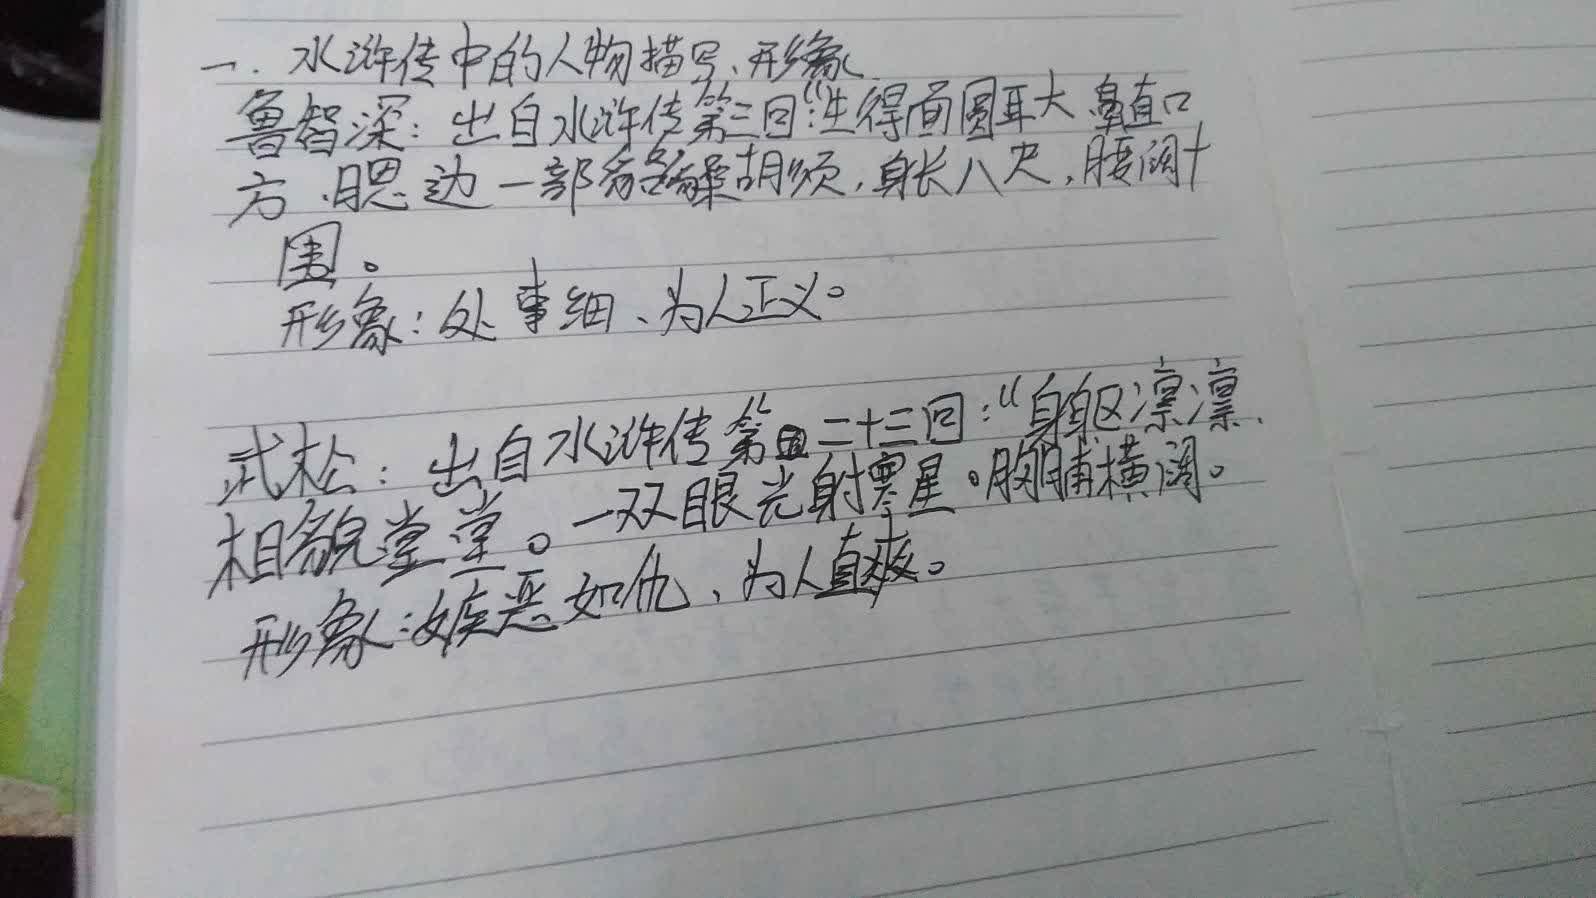 一.水浒传中的人物描写、形象
鲁智深:出自水浒传第三回:“生得面圆耳大鼻直口
方.腮边一部貉胡须,身长八尺,腰阔十
围。
形象:处事细、为人正义。
武松:出自水浒传第二十三回:“身躯凛凛.
相貌堂堂。一双眼光射寒星。胸脯横阔。
形象:嫉恶如仇、为人直爽。